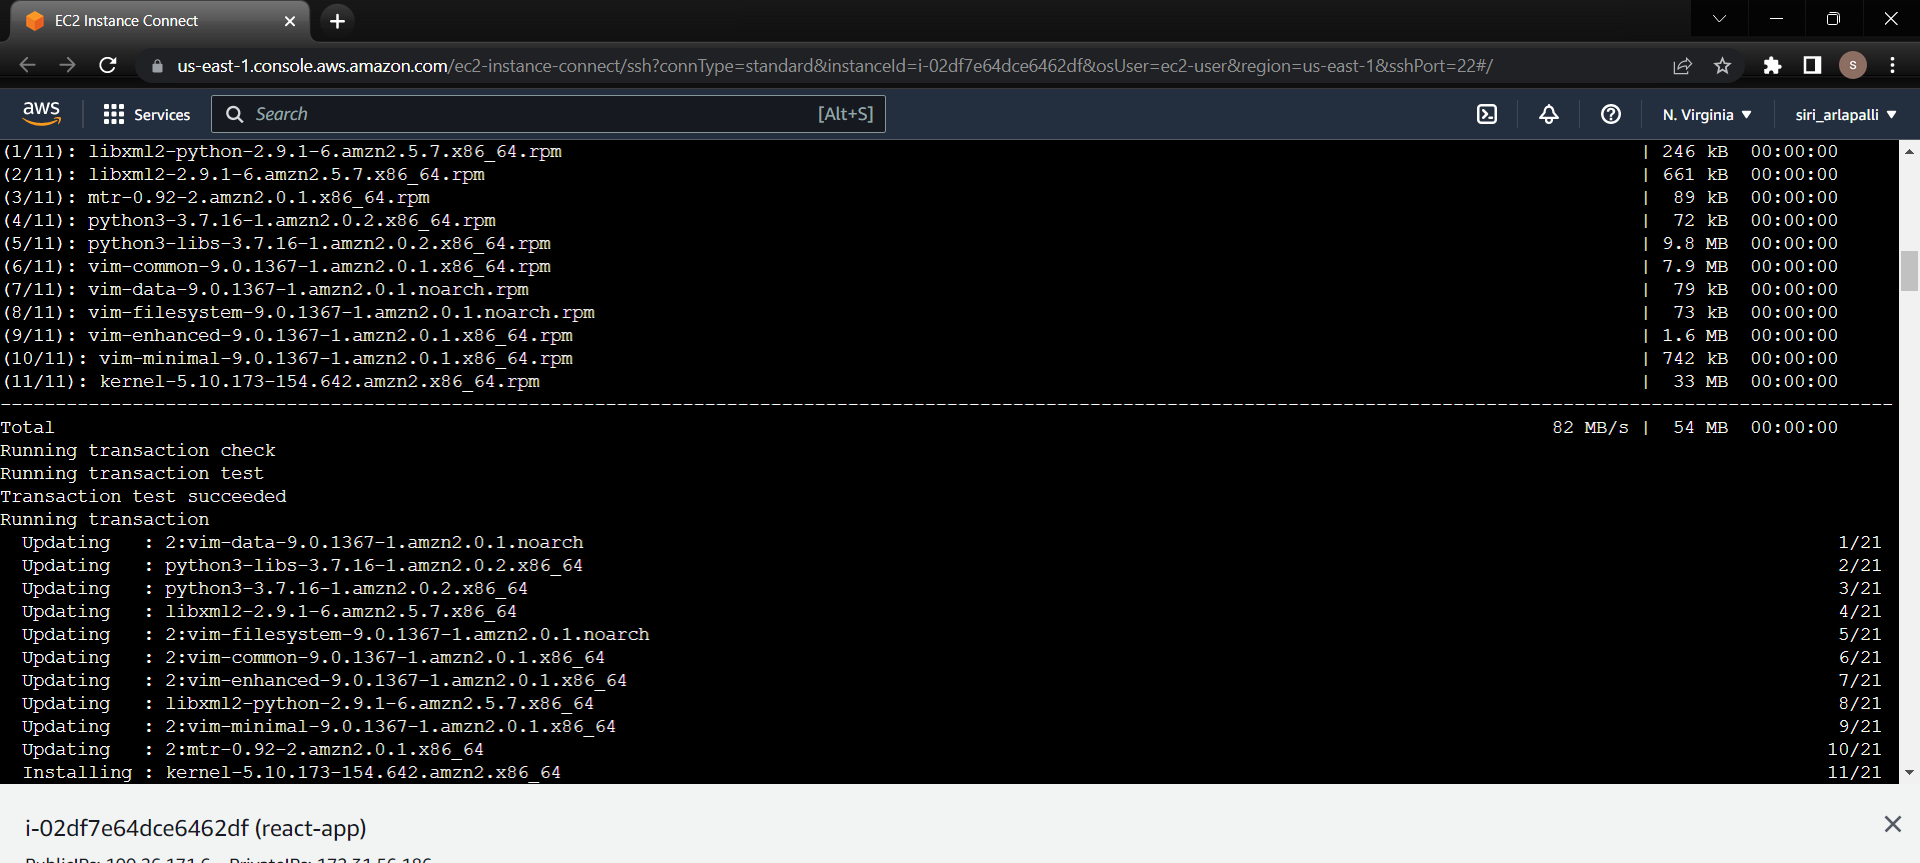 EC2 Instance Connect
us-east-1.console.aws.amazon.com/ec2-instance-connect/ssh?connType=standard&instanceId=i-02df7e64dce6462df&osUser=ec2-user&region=us-east-1&sshPort=22#/
S
aws Services Search [Alt+S] N. Virginia siri_arlapalli
(1/11): libxml2-python-2.9.1-6.amzn2.5.7.x86_64.rpm | 246 kB 00:00:00
(2/11): libxml2-2.9.1-6.amzn2.5.7.x86_64.rpm | 661 kB 00:00:00
(3/11): mtr-0.92-2.amzn2.0.1.x86_64.rpm | 89 kB 00:00:00
(4/11): python3-3.7.16-1.amzn2.0.2.x86_64.rpm | 72 kB 00:00:00
(5/11): python3-libs-3.7.16-1.amzn2.0.2.x86_64.rpm | 9.8 MB 00:00:00
(6/11): vim-common-9.0.1367-1.amzn2.0.1.x86_64.rpm | 7.9 MB 00:00:00
(7/11): vim-data-9.0.1367-1.amzn2.0.1.noarch.rpm | 79 kB 00:00:00
(8/11): vim-filesystem-9.0.1367-1.amzn2.0.1.noarch.rpm | 73 kB 00:00:00
(9/11): vim-enhanced-9.0.1367-1.amzn2.0.1.x86_64.rpm | 1.6 MB 00:00:00
(10/11): vim-minimal-9.0.1367-1.amzn2.0.1.x86_64.rpm | 742 kB 00:00:00
(11/11): kernel-5.10.173-154.642.amzn2.x86_64.rpm | 33 MB 00:00:00
Total 82 MB/s | 54 MB 00:00:00
Running transaction check
Running transaction test
Transaction test succeeded
Running transaction
Updating : 2:vim-data-9.0.1367-1.amzn2.0.1.noarch 1/21
Updating : python3-libs-3.7.16-1.amzn2.0.2.x86_64 2/21
Updating : python3-3.7.16-1.amzn2.0.2.x86_64 3/21
Updating : libxml2-2.9.1-6.amzn2.5.7.x86_64 4/21
Updating : 2:vim-filesystem-9.0.1367-1.amzn2.0.1.noarch 5/21
Updating : 2:vim-common-9.0.1367-1.amzn2.0.1.x86_64 6/21
Updating : 2:vim-enhanced-9.0.1367-1.amzn2.0.1.x86_64 7/21
Updating : libxml2-python-2.9.1-6.amzn2.5.7.x86_64 8/21
Updating : 2:vim-minimal-9.0.1367-1.amzn2.0.1.x86_64 9/21
Updating : 2:mtr-0.92-2.amzn2.0.1.x86_64 10/21
Installing : kernel-5.10.173-154.642.amzn2.x86_64 11/21
i-02df7e64dce6462df (react-app)